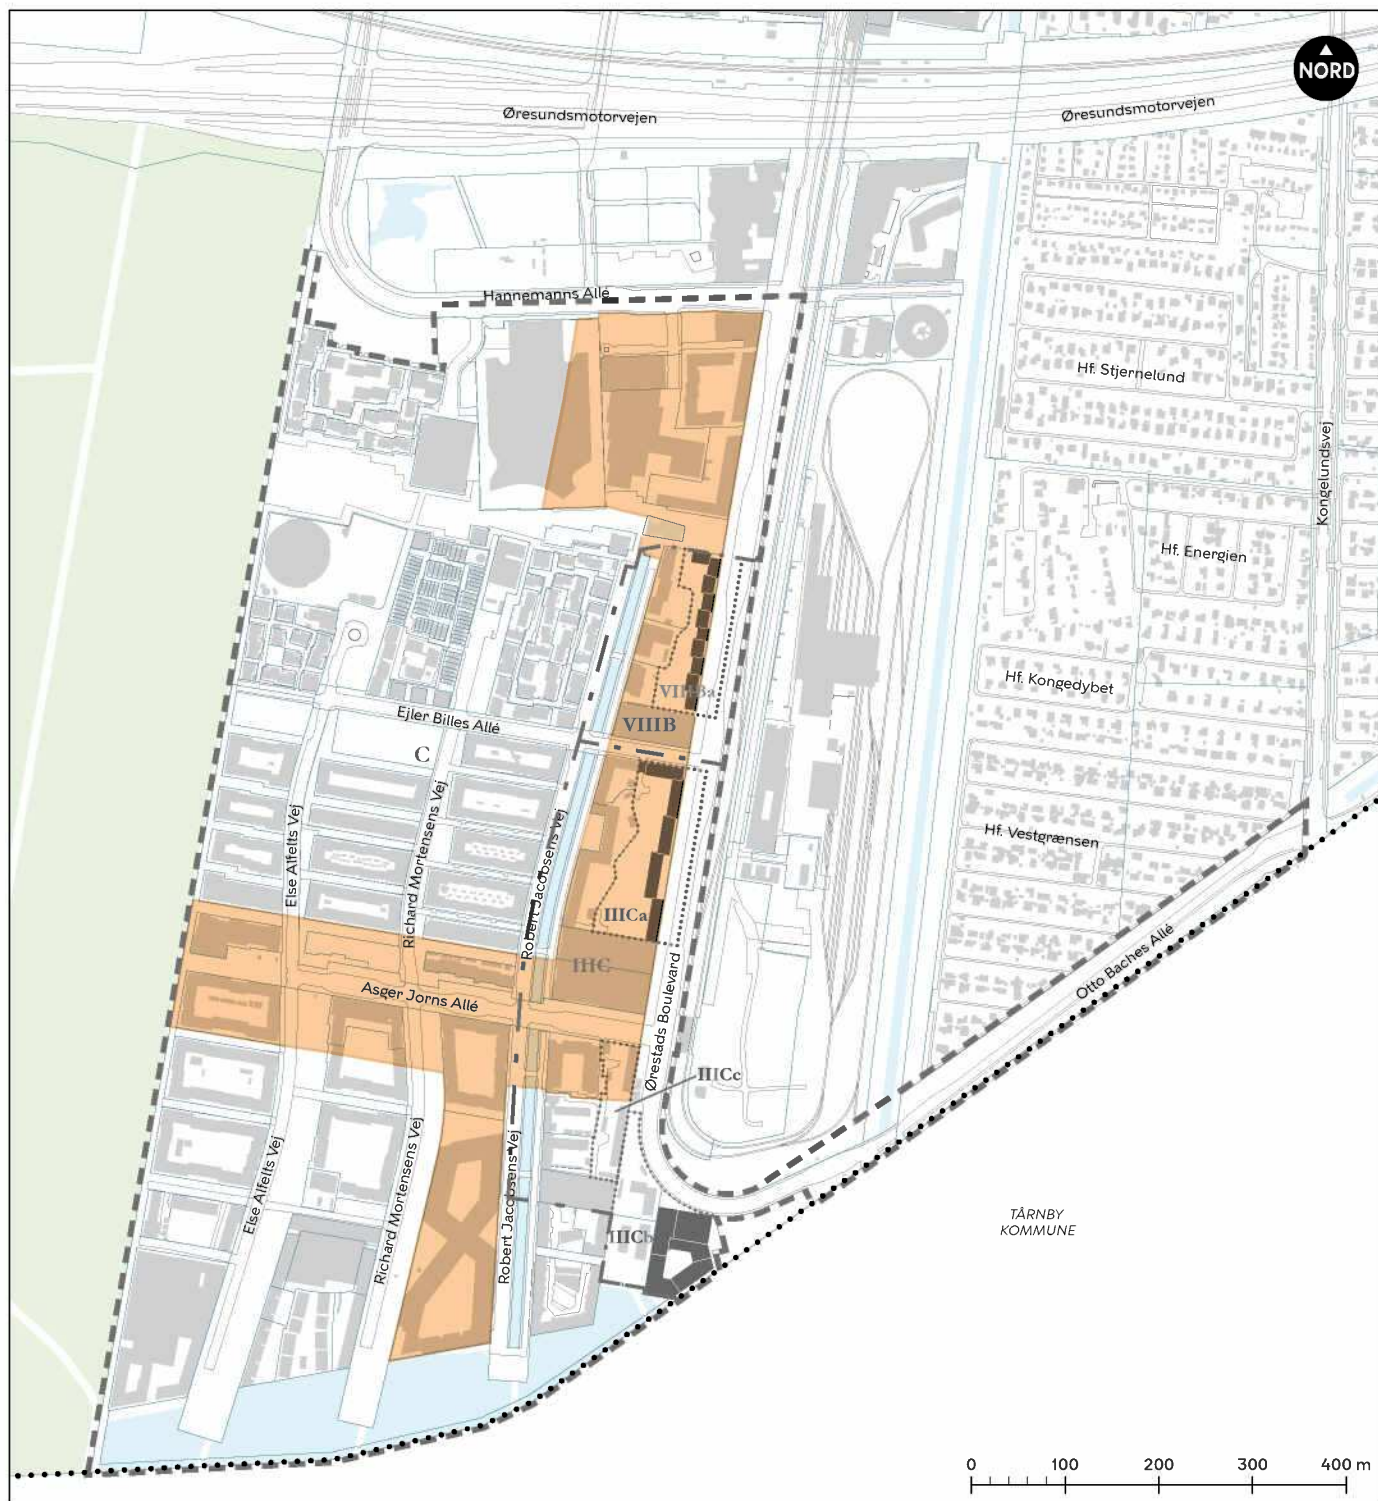 NORD
Øresundsmotorvejen
Øresundsmotorvejen
Hannemanns Allé
Hf. Stjernelund
Kongelundsvej
Hf. Energien
Hf. Kongedybet
VIIIBa
VIIIB
Ejler Billes Allé
C
Hf. Vestgrænsen
Else Alfelts Vej
Richard Mortensens Vej
Robert Jacobsens Vej
IIICa
IIIC
Otto Baches Allé
Asger Jorns Allé
Ørestads Boulevard
IIICc
Else Alfelts Vej
Richard Mortensens Vej
Robert Jacobsens Vej
IIICb
TÅRNBY
KOMMUNE
0 100 200 300 400 m